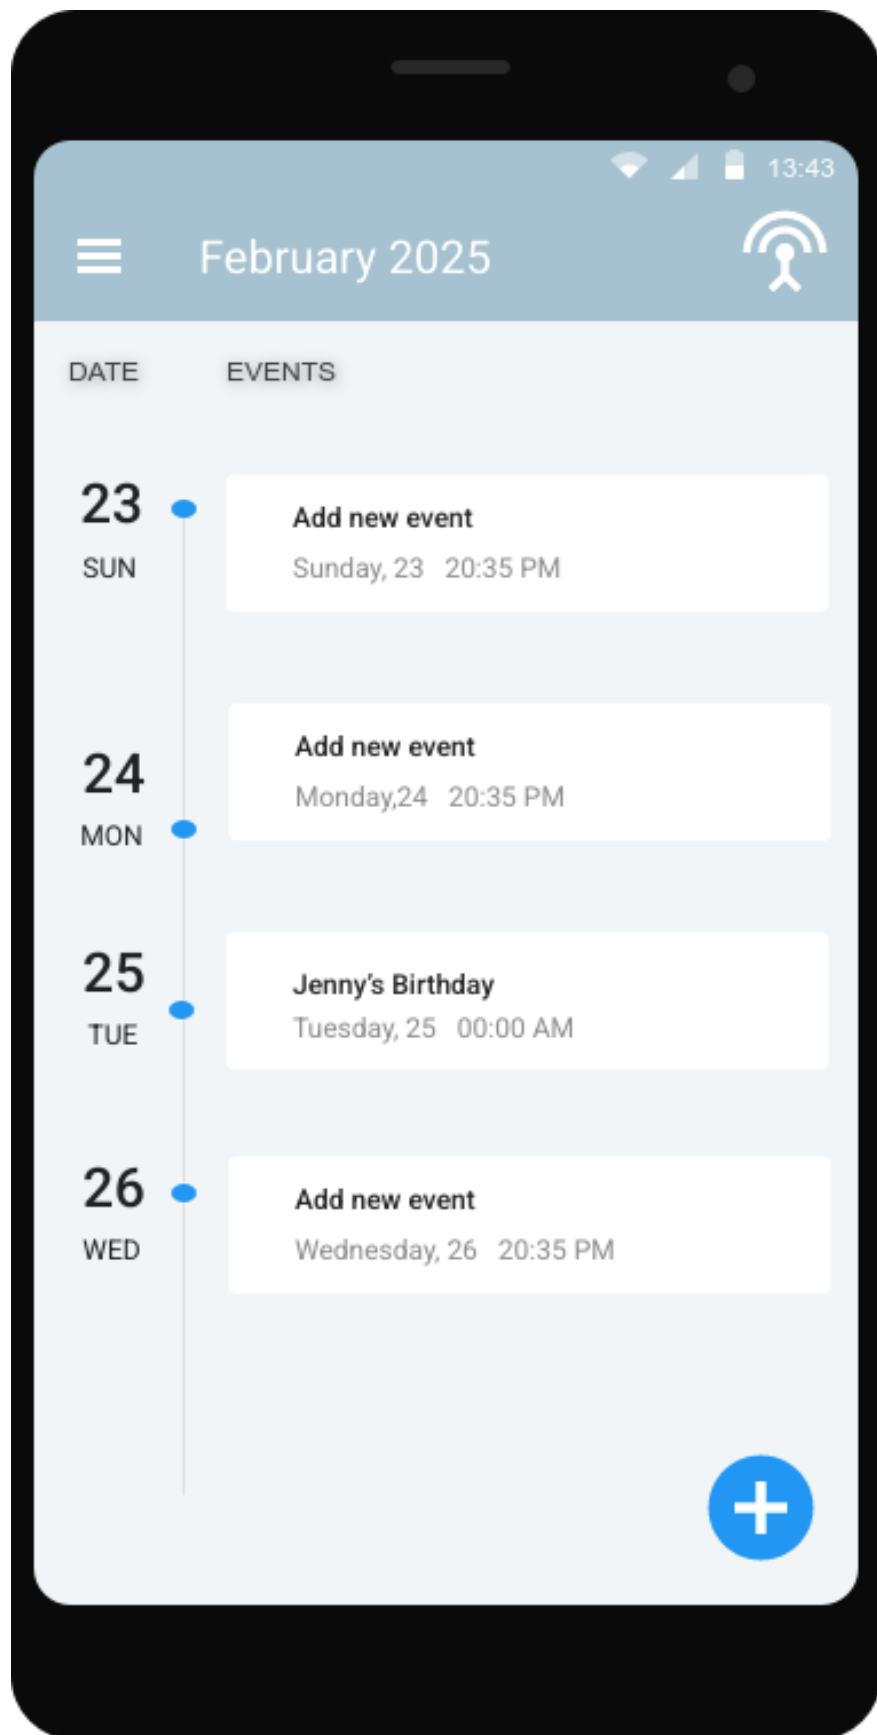 13:43
February 2025
DATE EVENTS
23
SUN
Add new event
Sunday, 23 20:35 PM
24
MON
Add new event
Monday,24 20:35 PM
25
TUE
Jenny’s Birthday
Tuesday, 25 00:00 AM
26
WED
Add new event
Wednesday, 26 20:35 PM